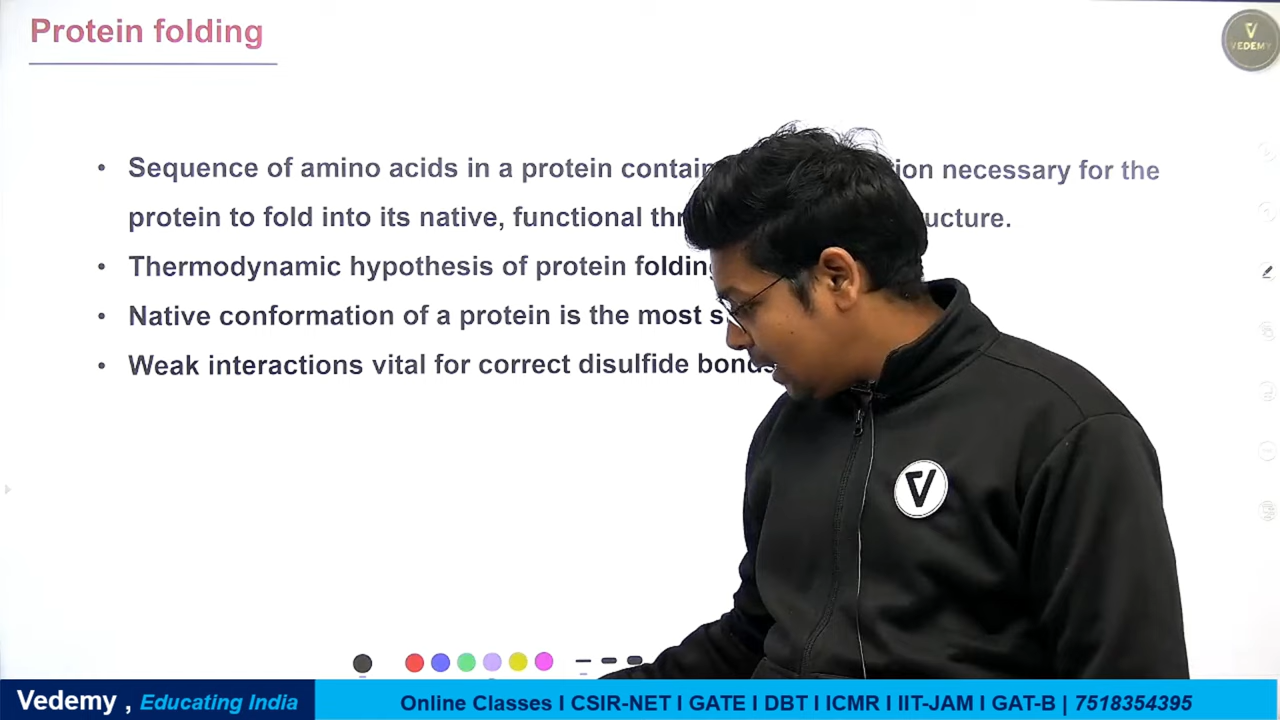 Protein folding
VEDEMY
• Sequence of amino acids in a protein contain ion necessary for the
protein to fold into its native, functional thr ucture.
• Thermodynamic hypothesis of protein folding
• Native conformation of a protein is the most s
• Weak interactions vital for correct disulfide bonds
Vedemy , Educating India
Online Classes I CSIR-NET I GATE I DBT I ICMR I IIT-JAM I GAT-B | 7518354395